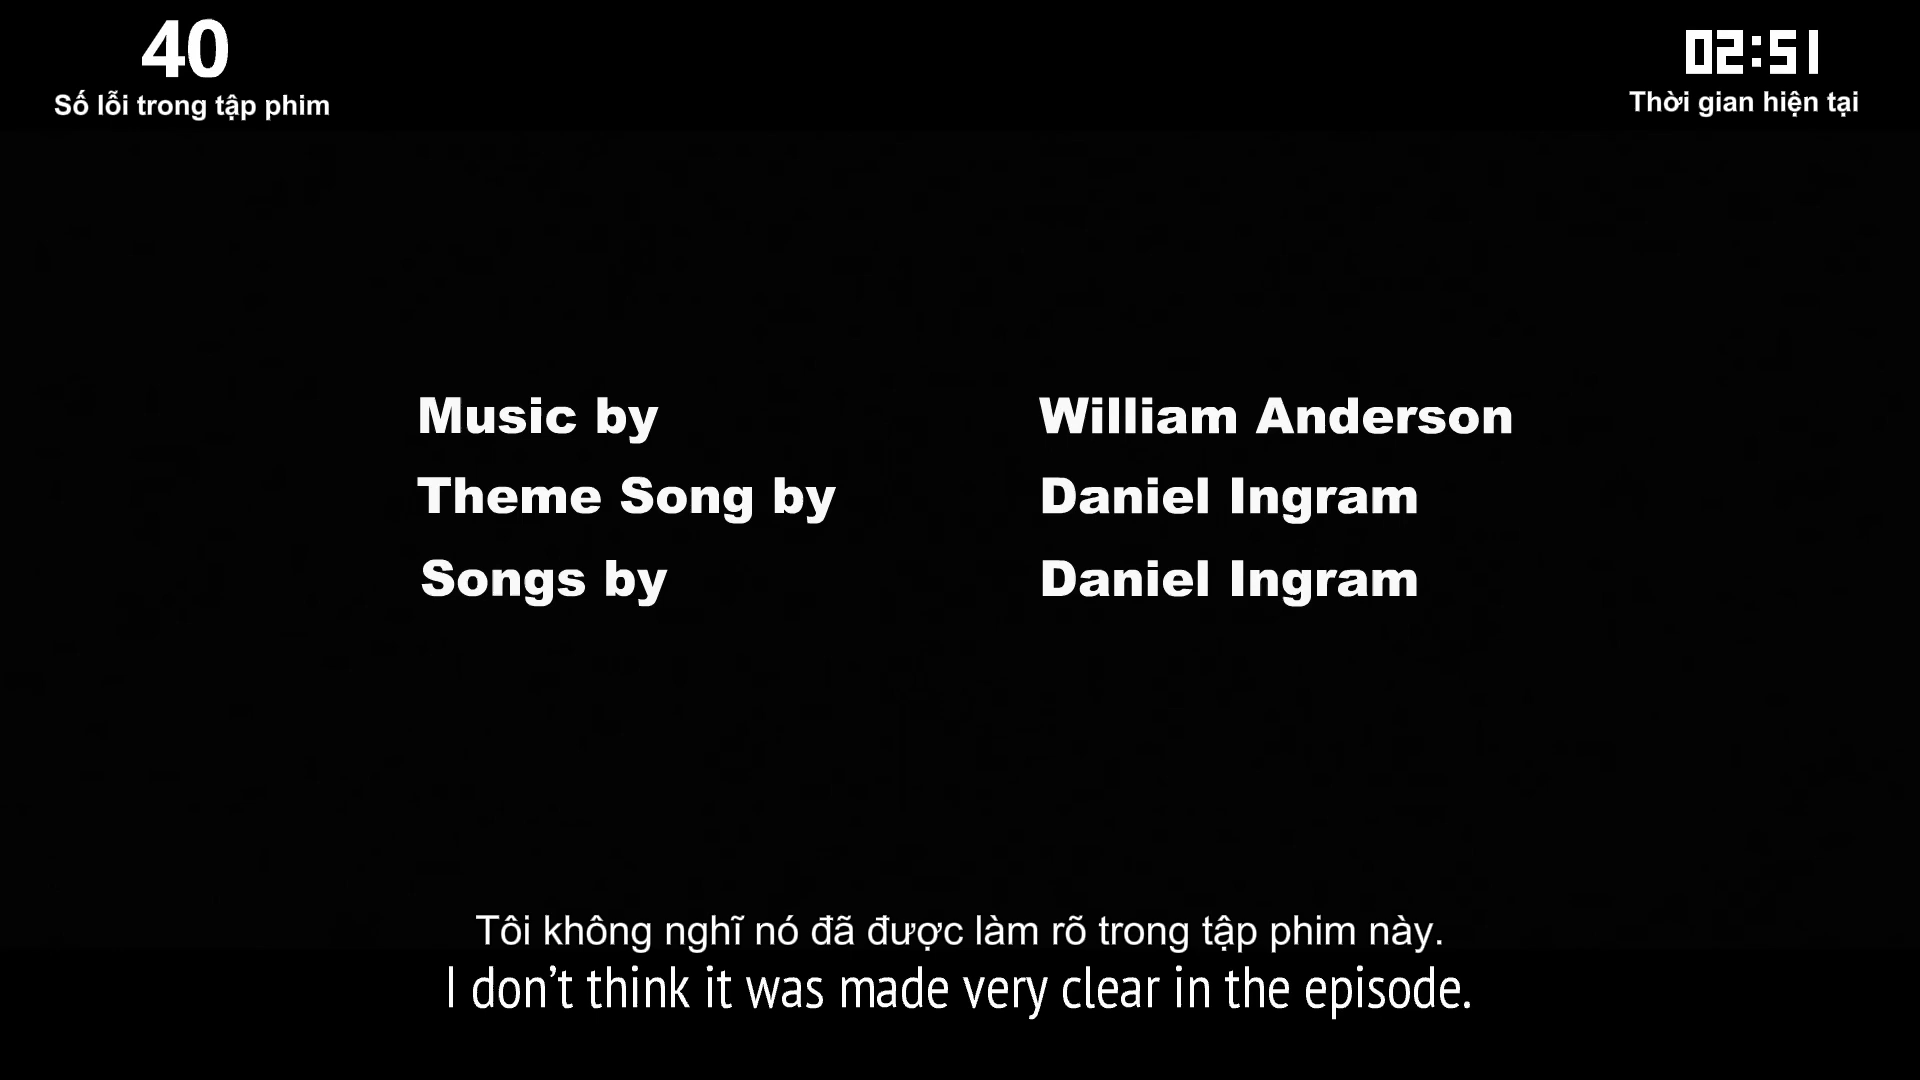 40
Số lỗi trong tập phim
02:51
Thời gian hiện tại
Music by William Anderson
Theme Song by Daniel Ingram
Songs by Daniel Ingram
Tôi không nghĩ nó đã được làm rõ trong tập phim này.
I don’t think it was made very clear in the episode.